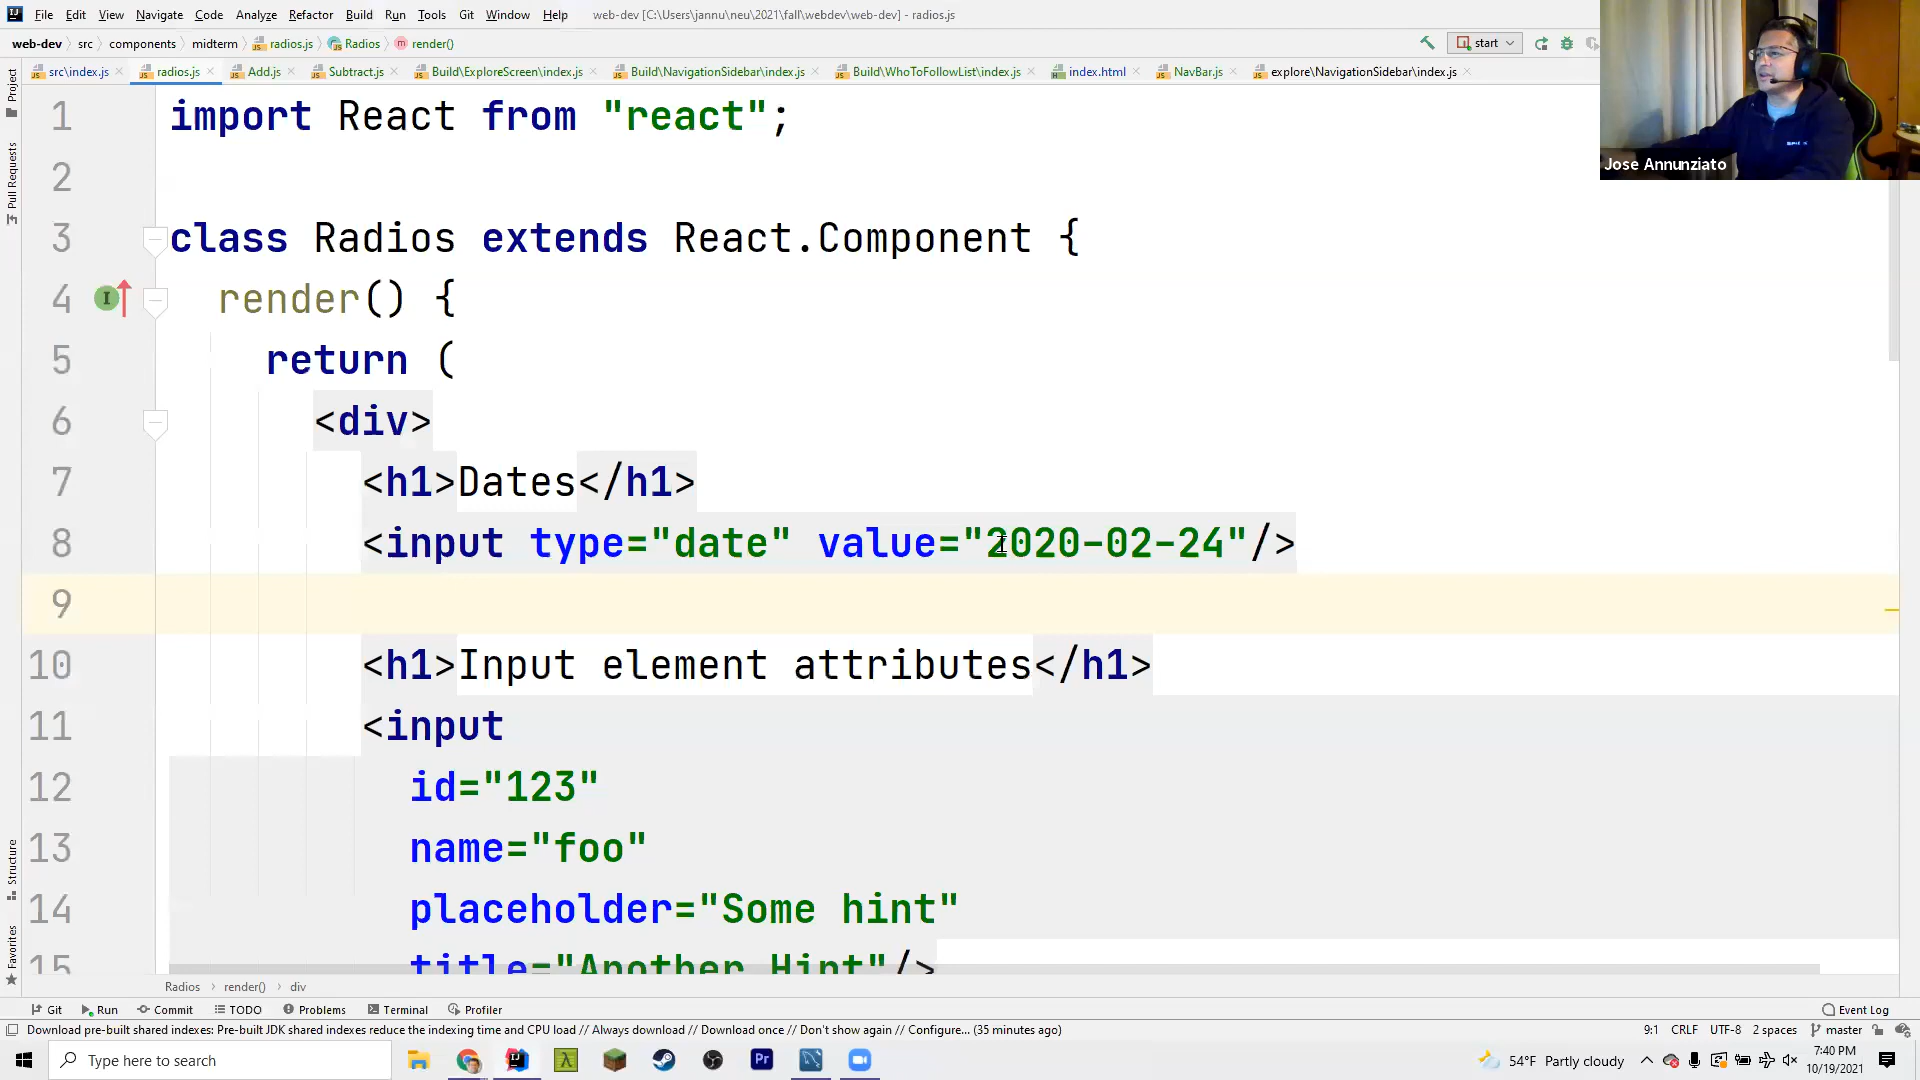 File Edit View Navigate Code Analyze Refactor Build Run Tools Git Window Help web-dev [C:\Users\jannu\neu\2021\fall\webdev\web-dev] - radios.js
web-dev src components midterm radios.js Radios render()
start
src\index.js radios.js Add.js Subtract.js Build\ExploreScreen\index.js Build\NavigationSidebar\index.js Build\WhoToFollowList\index.js index.html NavBar.js explore\NavigationSidebar\index.js
Jose Annunziato
Project
Pull Requests
Structure
Favorites
1 import React from "react";
2
3 class Radios extends React.Component {
4 render() {
5 return (
6 <div>
7 <h1>Dates</h1>
8 <input type="date" value="2020-02-24"/>
9
10 <h1>Input element attributes</h1>
11 <input
12 id="123"
13 name="foo"
14 placeholder="Some hint"
15 title="Another Hint"/>
Radios render() div
Git Run Commit TODO Problems Terminal Profiler Event Log
Download pre-built shared indexes: Pre-built JDK shared indexes reduce the indexing time and CPU load // Always download // Download once // Don't show again // Configure... (35 minutes ago) 9:1 CRLF UTF-8 2 spaces master
Type here to search
54°F Partly cloudy
7:40 PM
10/19/2021